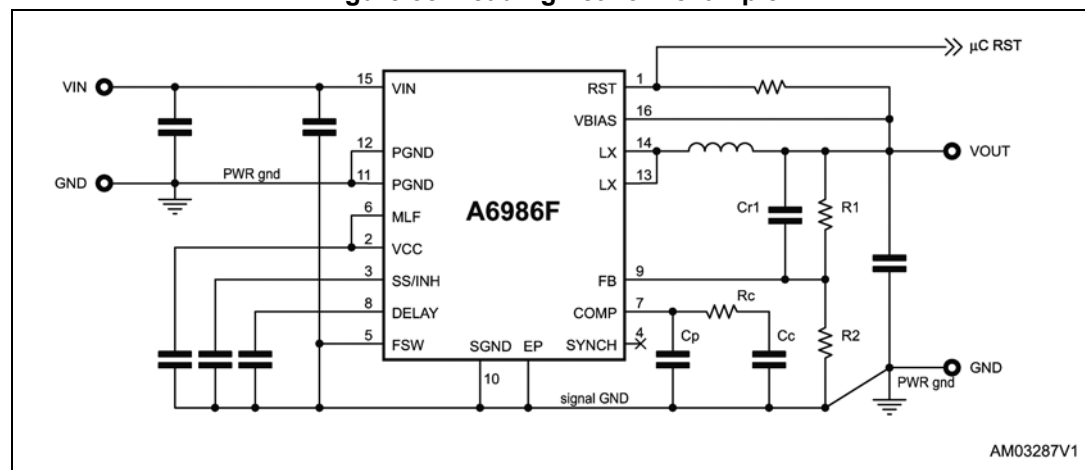 µC RST
VIN
15
VIN
RST
1
VBIAS
16
12
PGND
LX
14
VOUT
GND
PWR gnd
11
PGND
LX
13
6
MLF
A6986F
Cr1
R1
2
VCC
3
SS/INH
FB
9
8
DELAY
COMP
7
Rc
5
FSW
SGND
EP
SYNCH
4
Cp
Cc
R2
10
GND
PWR gnd
signal GND
AM03287V1